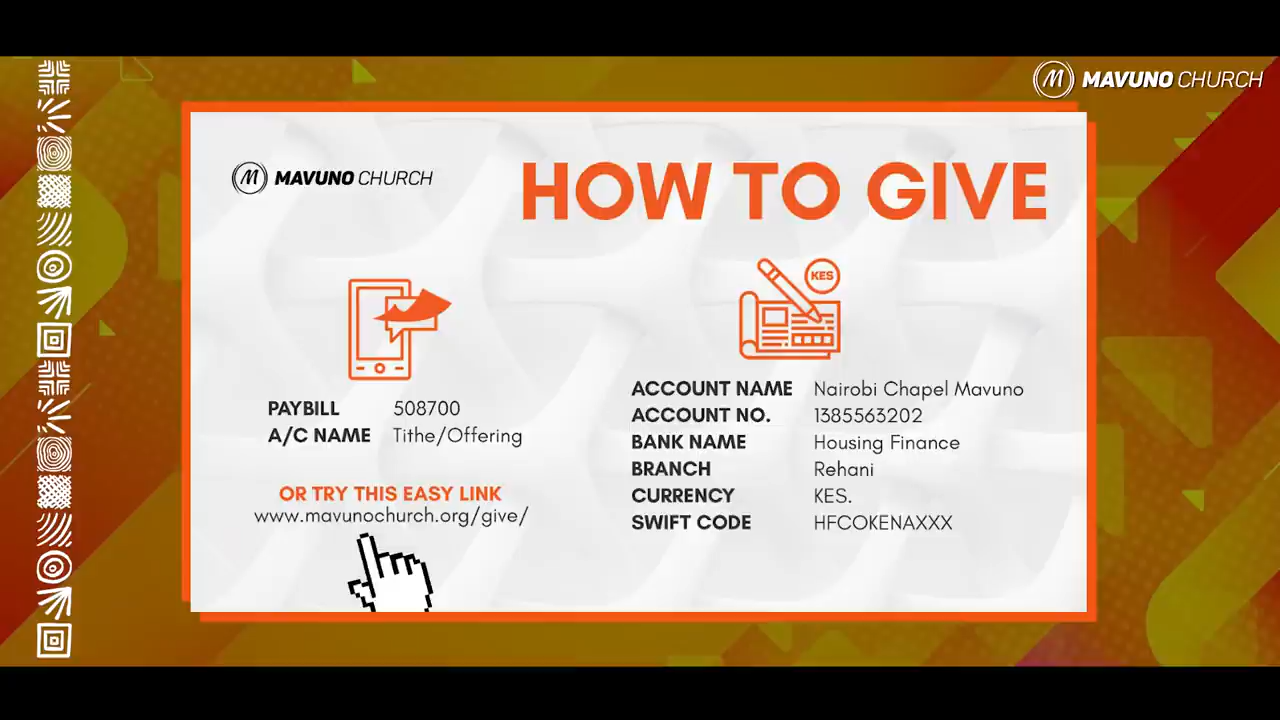 MAVUNO CHURCH
MAVUNO CHURCH
HOW TO GIVE
KES
PAYBILL 508700
A/C NAME Tithe/Offering
OR TRY THIS EASY LINK
www.mavunochurch.org/give/
ACCOUNT NAME Nairobi Chapel Mavuno
ACCOUNT NO. 1385563202
BANK NAME Housing Finance
BRANCH Rehani
CURRENCY KES.
SWIFT CODE HFCOKENAXXX